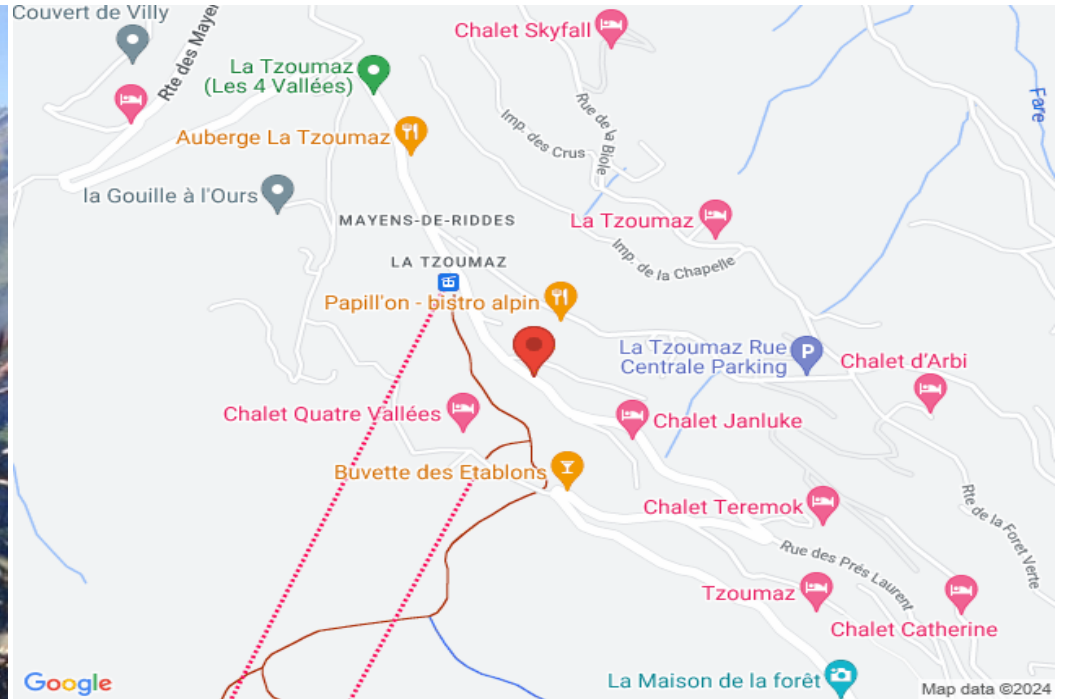 Couvert de Villy
Rte des Mayen
Chalet Skyfall
La Tzoumaz
(Les 4 Vallées)
Fare
Auberge La Tzoumaz
Rue de la Biole
Imp. des Crus
la Gouille à l'Ours
MAYENS-DE-RIDDES
La Tzoumaz
Imp. de la Chapelle
LA TZOUMAZ
Papill'on - bistro alpin
La Tzoumaz Rue
Centrale Parking
P
Chalet d'Arbi
Chalet Quatre Vallées
Chalet Janluke
Buvette des Etablons
Chalet Teremok
Rte de la Foret Verte
Rue des Prés Laurent
Tzoumaz
Chalet Catherine
La Maison de la forêt
Google
Map data ©2024